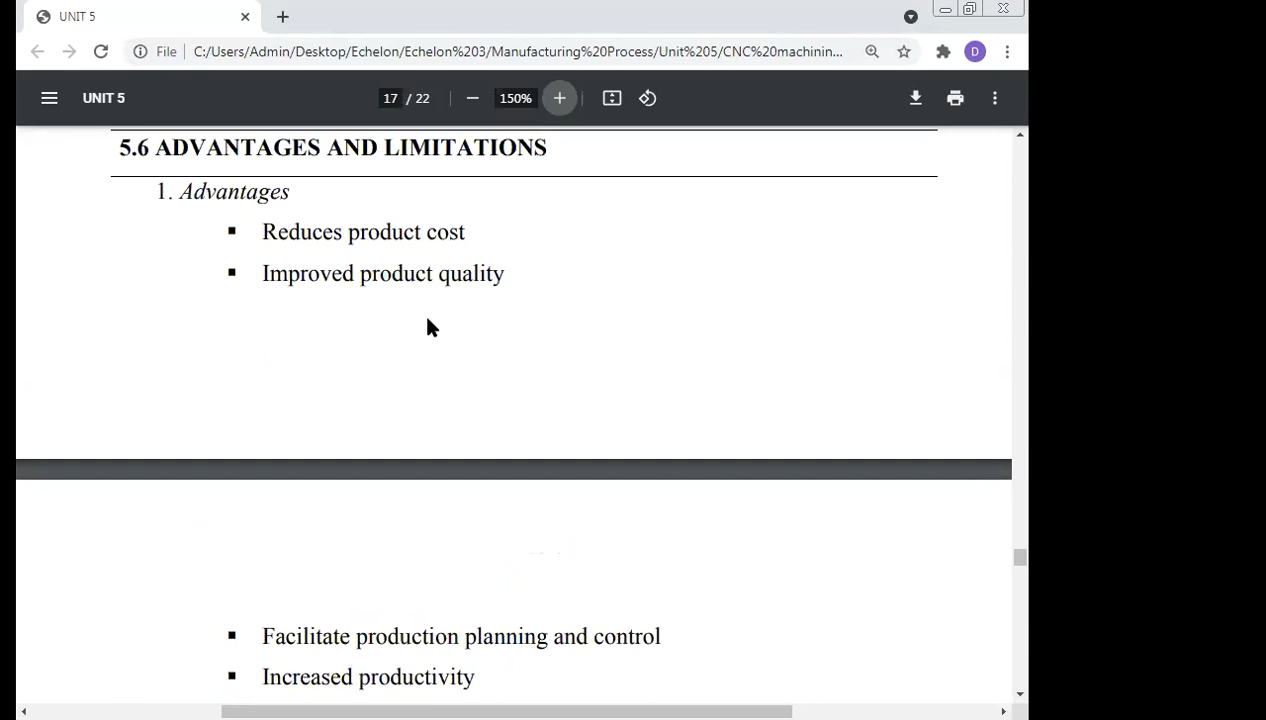 UNIT 5
File C:/Users/Admin/Desktop/Echelon/Echelon%203/Manufacturing%20Process/Unit%205/CNC%20machinin...
D
UNIT 5
17 / 22
150%
5.6 ADVANTAGES AND LIMITATIONS
1. Advantages
▪ Reduces product cost
▪ Improved product quality
▪ Facilitate production planning and control
▪ Increased productivity